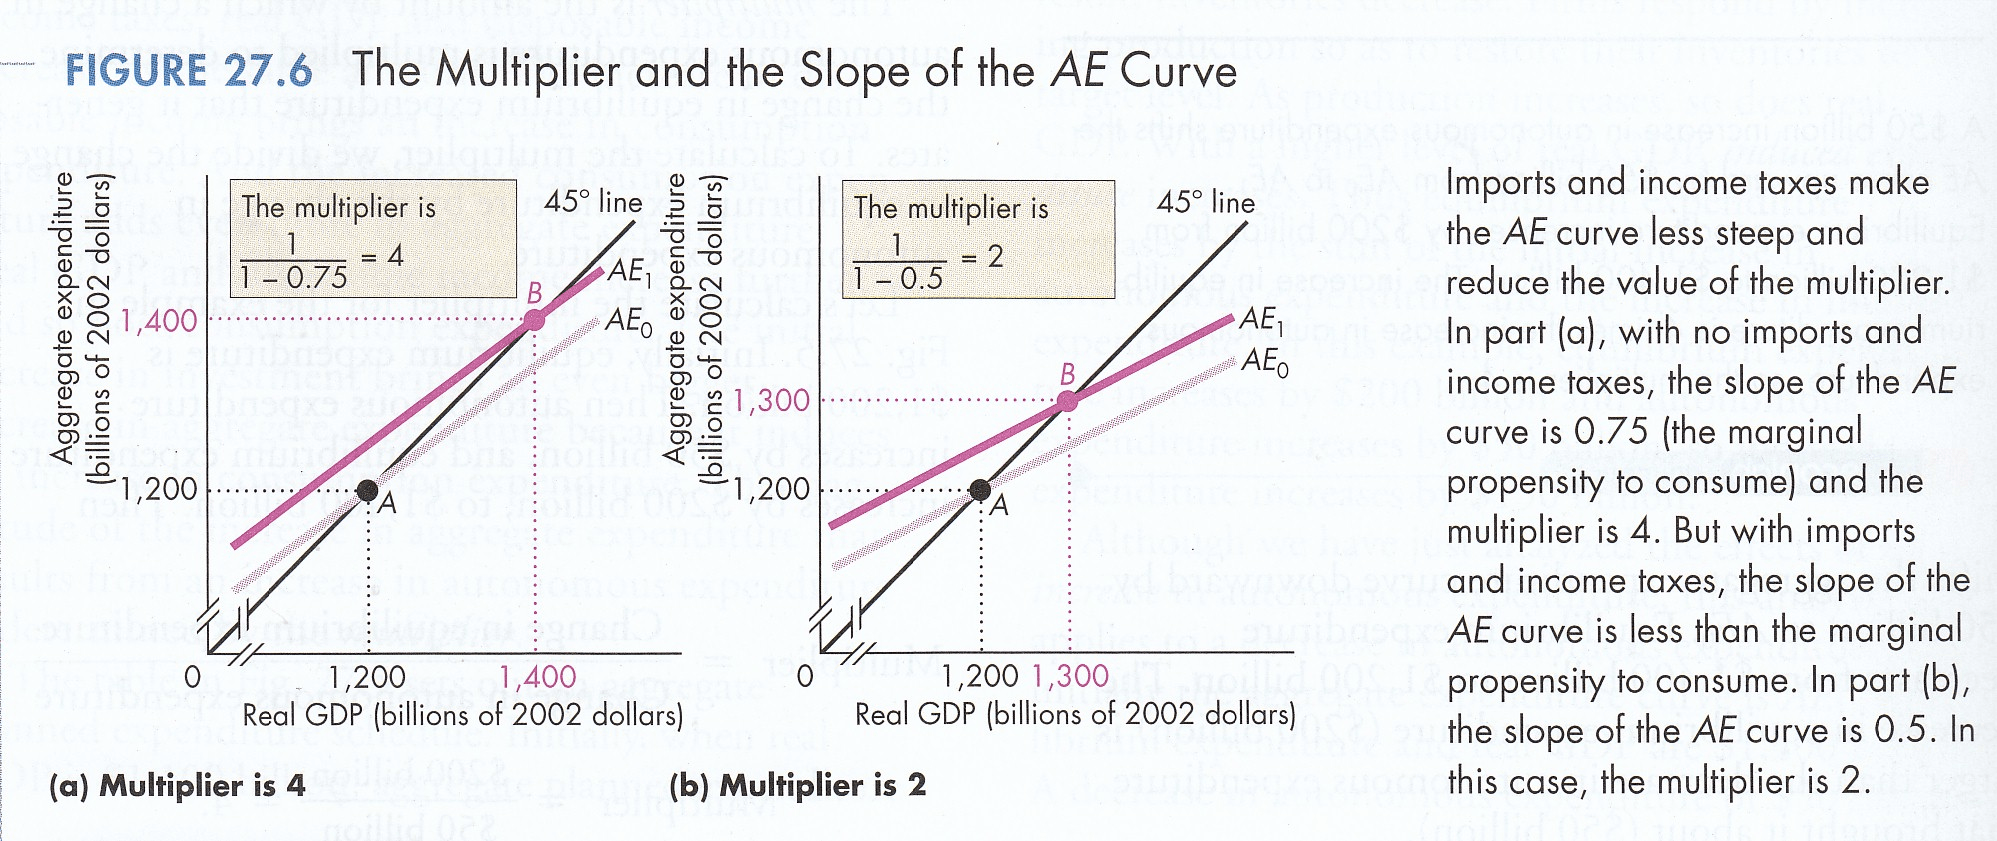 FIGURE 27.6 The Multiplier and the Slope of the AE Curve
Aggregate expenditure
(billions of 2002 dollars)
The multiplier is
1
1 – 0.75
= 4
45° line
AE1
AE0
B
A
1,400
1,200
0
1,200
1,400
Real GDP (billions of 2002 dollars)
(a) Multiplier is 4
Aggregate expenditure
(billions of 2002 dollars)
The multiplier is
1
1 – 0.5
= 2
45° line
AE1
AE0
B
A
1,300
1,200
0
1,200
1,300
Real GDP (billions of 2002 dollars)
(b) Multiplier is 2
Imports and income taxes make
the AE curve less steep and
reduce the value of the multiplier.
In part (a), with no imports and
income taxes, the slope of the AE
curve is 0.75 (the marginal
propensity to consume) and the
multiplier is 4. But with imports
and income taxes, the slope of the
AE curve is less than the marginal
propensity to consume. In part (b),
the slope of the AE curve is 0.5. In
this case, the multiplier is 2.